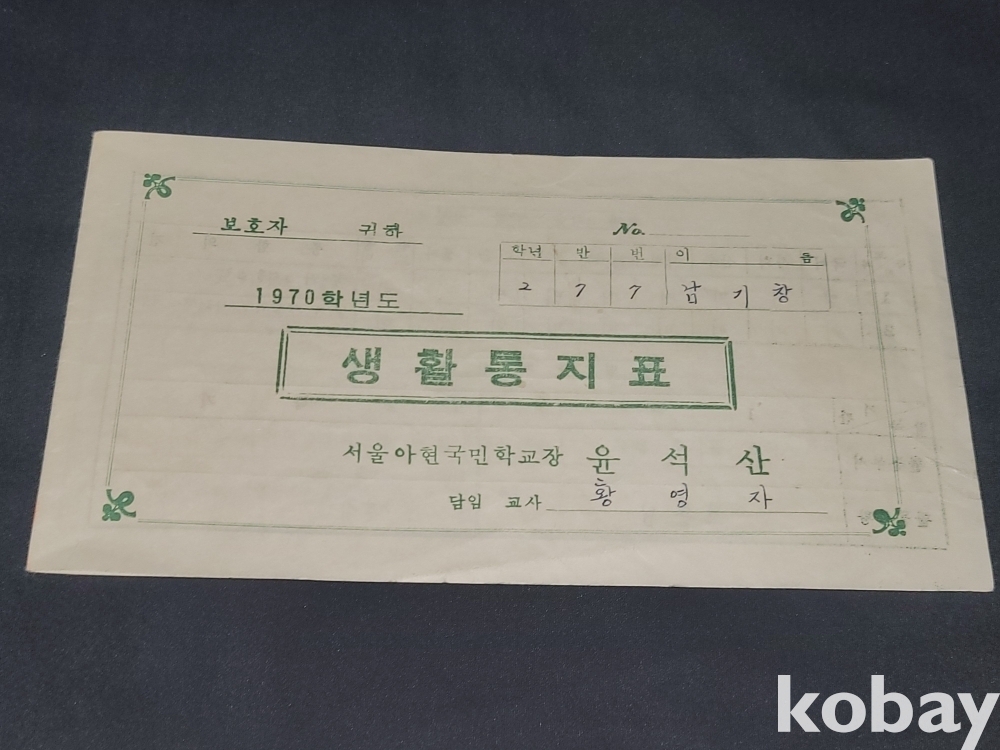 보호자 귀하
No.
학년 반 번 이 름
2 7 7 남 기 창
1970학년도
생활통지표
서울아현국민학교장 윤 석 산
담임 교사 황 영 자
kobay